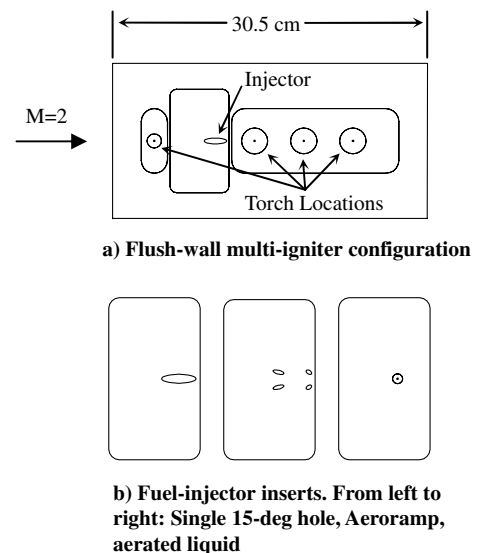 30.5 cm
Injector
M=2
Torch Locations
a) Flush-wall multi-igniter configuration
b) Fuel-injector inserts. From left to
right: Single 15-deg hole, Aeroramp,
aerated liquid